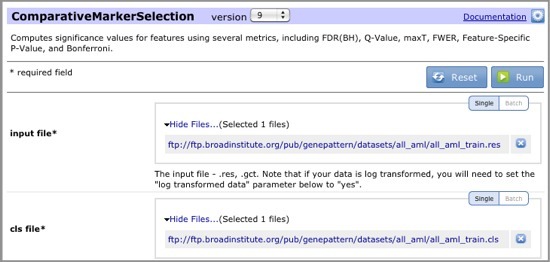 ComparativeMarkerSelection version 9 Documentation
Computes significance values for features using several metrics, including FDR(BH), Q-Value, maxT, FWER, Feature-Specific
P-Value, and Bonferroni.
* required field
Reset Run
Single Batch
Hide Files...(Selected 1 files)
input file*
ftp://ftp.broadinstitute.org/pub/genepattern/datasets/all_aml/all_aml_train.res
The input file - .res, .gct. Note that if your data is log transformed, you will need to set the
"log transformed data" parameter below to "yes".
Single Batch
Hide Files...(Selected 1 files)
cls file*
ftp://ftp.broadinstitute.org/pub/genepattern/datasets/all_aml/all_aml_train.cls